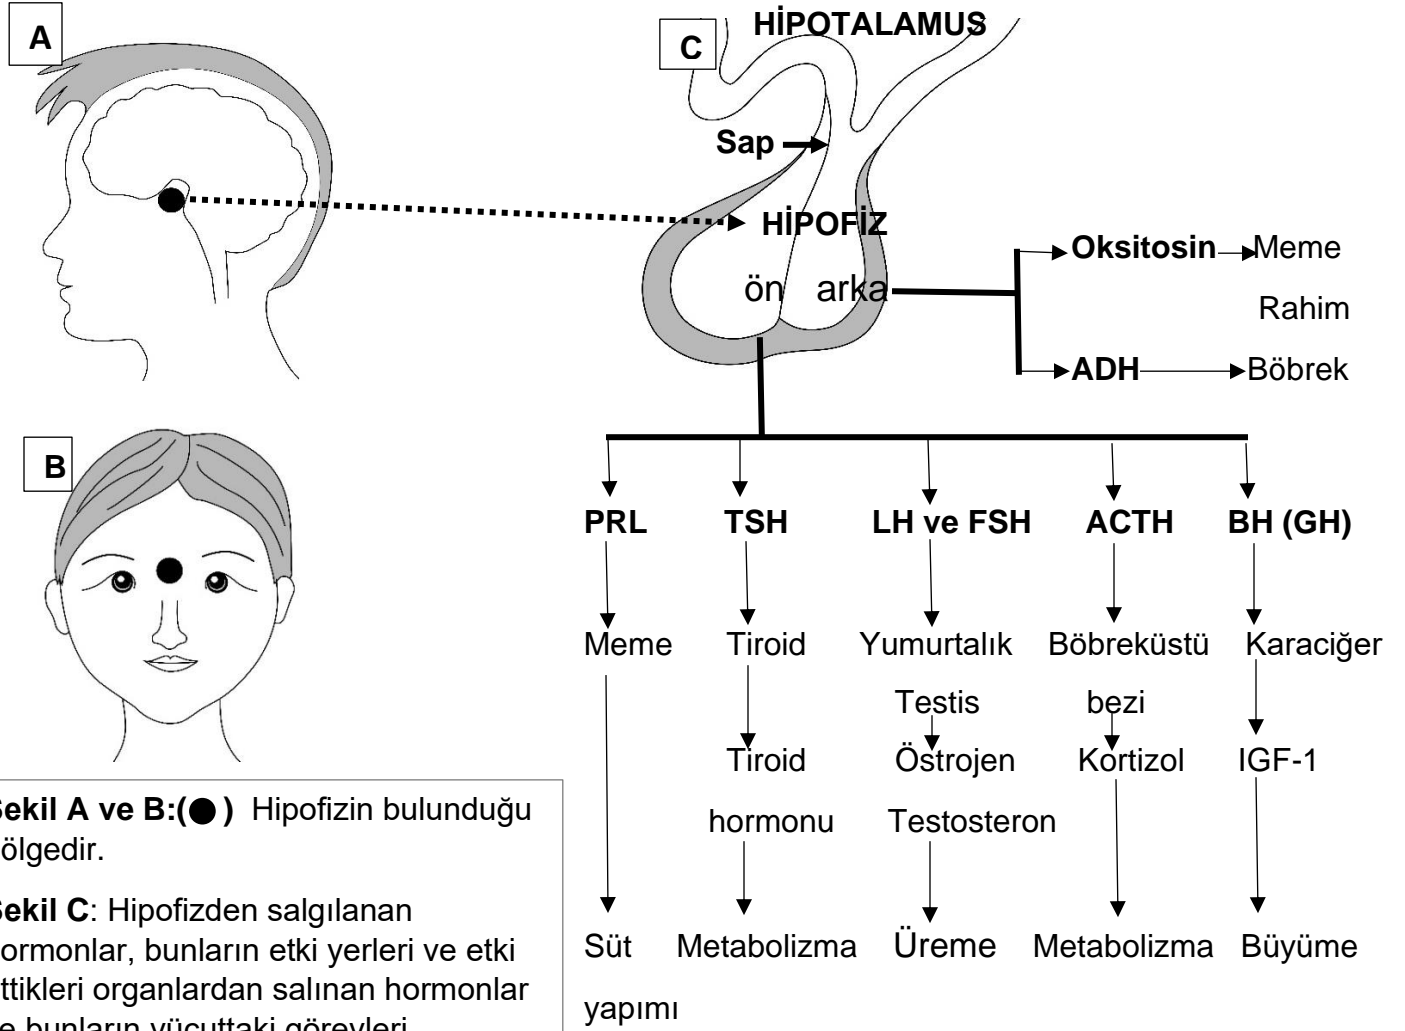 A
HİPOTALAMUS
C
Sap
HİPOFİZ
ön arka
Oksitosin Meme
Rahim
ADH Böbrek
B
PRL TSH LH ve FSH ACTH BH (GH)
Meme Tiroid Yumurtalık Böbreküstü Karaciğer
Testis bezi
Tiroid Östrojen Kortizol IGF-1
hormonu Testosteron
Süt Metabolizma Üreme Metabolizma Büyüme
yapımı
ekil A ve B:(●) Hipofizin bulunduğu
ölgedir.
ekil C: Hipofizden salgılanan
ormonlar, bunların etki yerleri ve etki
ttikleri organlardan salınan hormonlar
e bunların vücuttaki görevleri